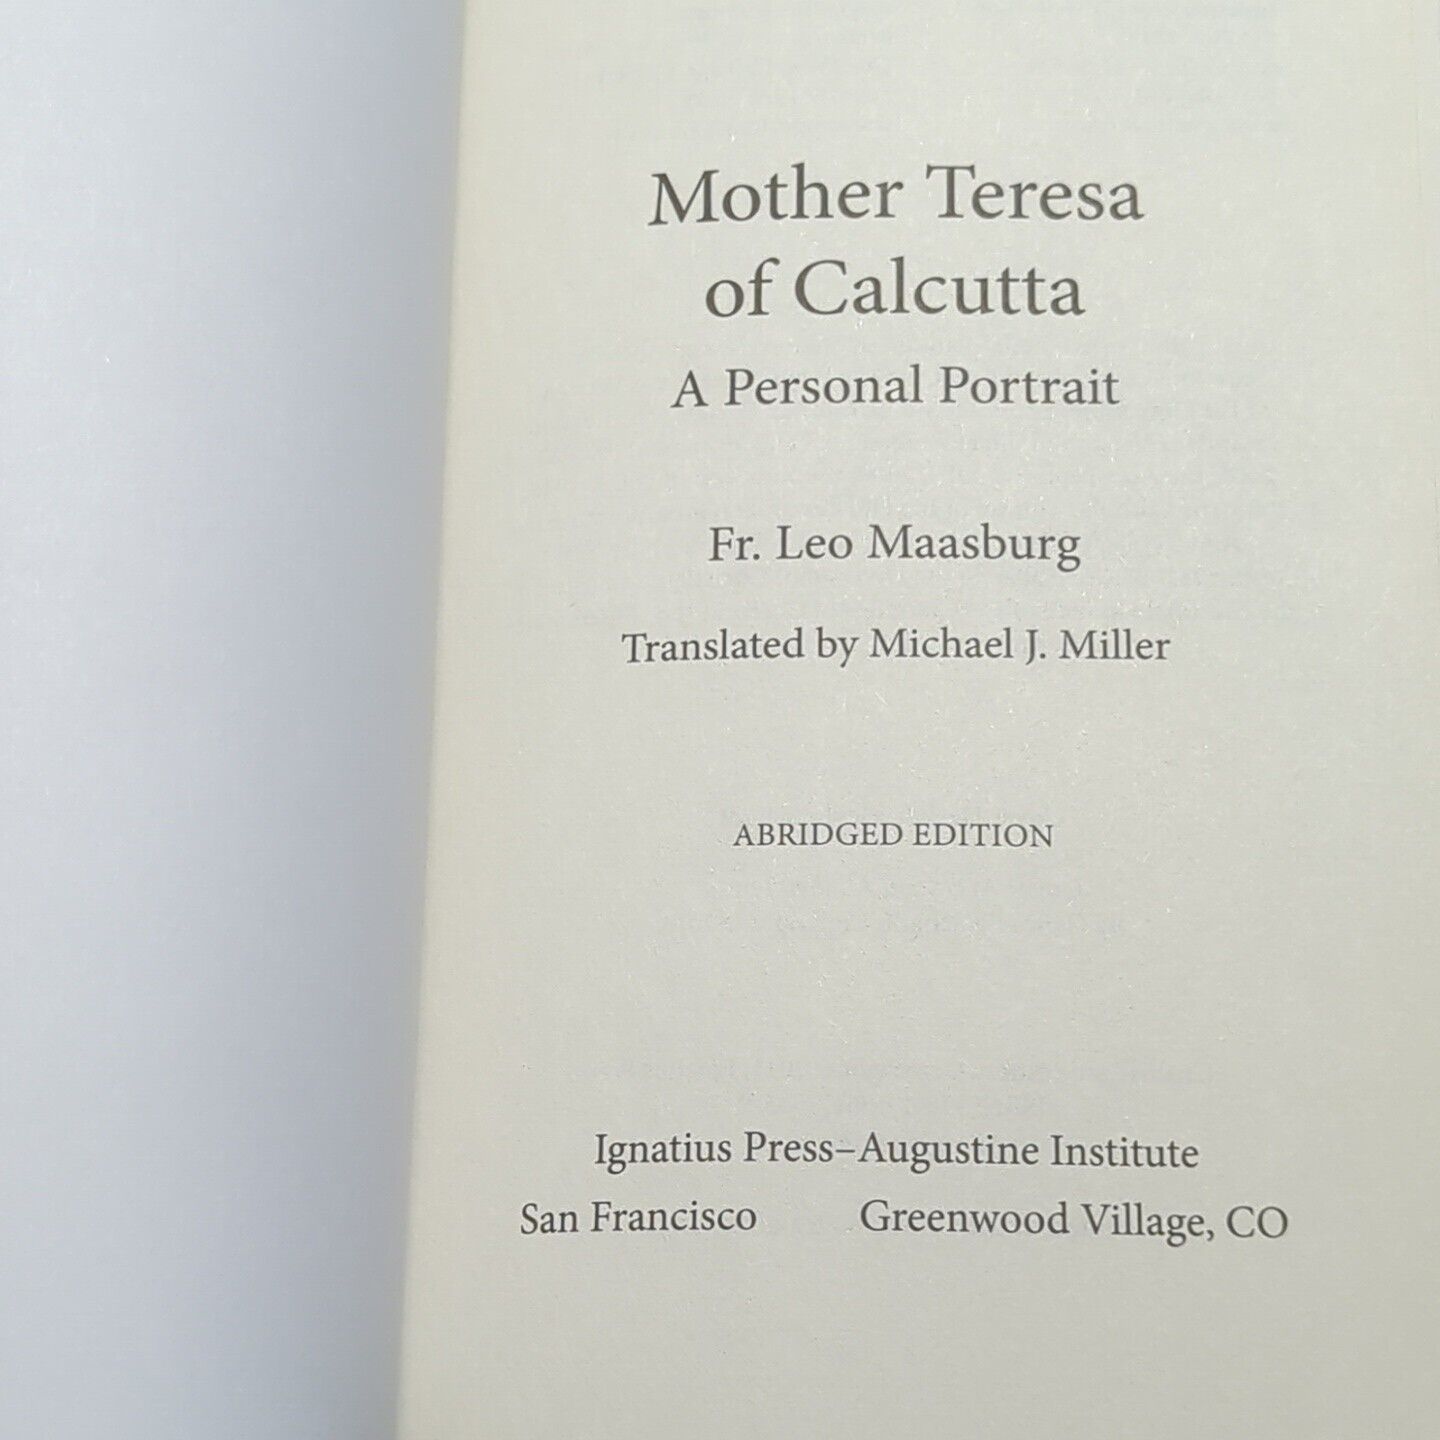 Mother Teresa
of Calcutta
A Personal Portrait
Fr. Leo Maasburg
Translated by Michael J. Miller
ABRIDGED EDITION
Ignatius Press–Augustine Institute
San Francisco Greenwood Village, CO